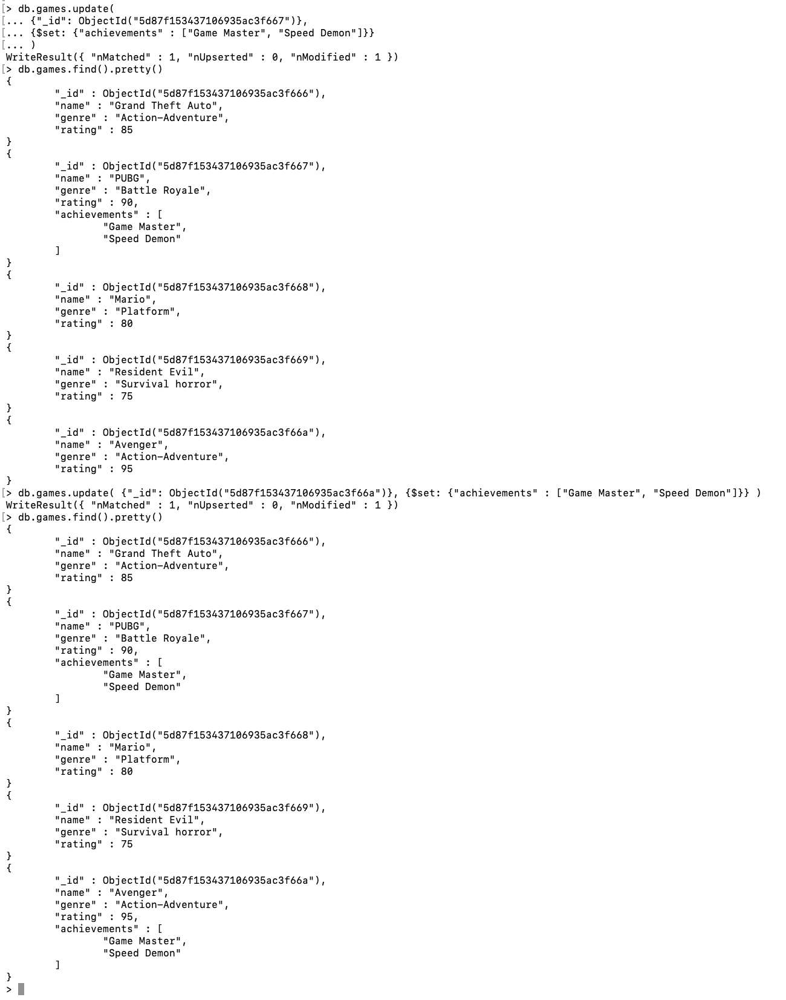 [> db.games.update(
[... {"_id": ObjectId("5d87f153437106935ac3f667")},
[... {$set: {"achievements" : ["Game Master", "Speed Demon"]}}
[... )
WriteResult({ "nMatched" : 1, "nUpserted" : 0, "nModified" : 1 })
[> db.games.find().pretty()
{
"_id" : ObjectId("5d87f153437106935ac3f666"),
"name" : "Grand Theft Auto",
"genre" : "Action-Adventure",
"rating" : 85
}
{
"_id" : ObjectId("5d87f153437106935ac3f667"),
"name" : "PUBG",
"genre" : "Battle Royale",
"rating" : 90,
"achievements" : [
"Game Master",
"Speed Demon"
]
}
{
"_id" : ObjectId("5d87f153437106935ac3f668"),
"name" : "Mario",
"genre" : "Platform",
"rating" : 80
}
{
"_id" : ObjectId("5d87f153437106935ac3f669"),
"name" : "Resident Evil",
"genre" : "Survival horror",
"rating" : 75
}
{
"_id" : ObjectId("5d87f153437106935ac3f66a"),
"name" : "Avenger",
"genre" : "Action-Adventure",
"rating" : 95
}
[> db.games.update( {"_id": ObjectId("5d87f153437106935ac3f66a")}, {$set: {"achievements" : ["Game Master", "Speed Demon"]}} )
WriteResult({ "nMatched" : 1, "nUpserted" : 0, "nModified" : 1 })
[> db.games.find().pretty()
{
"_id" : ObjectId("5d87f153437106935ac3f666"),
"name" : "Grand Theft Auto",
"genre" : "Action-Adventure",
"rating" : 85
}
{
"_id" : ObjectId("5d87f153437106935ac3f667"),
"name" : "PUBG",
"genre" : "Battle Royale",
"rating" : 90,
"achievements" : [
"Game Master",
"Speed Demon"
]
}
{
"_id" : ObjectId("5d87f153437106935ac3f668"),
"name" : "Mario",
"genre" : "Platform",
"rating" : 80
}
{
"_id" : ObjectId("5d87f153437106935ac3f669"),
"name" : "Resident Evil",
"genre" : "Survival horror",
"rating" : 75
}
{
"_id" : ObjectId("5d87f153437106935ac3f66a"),
"name" : "Avenger",
"genre" : "Action-Adventure",
"rating" : 95,
"achievements" : [
"Game Master",
"Speed Demon"
]
}
>